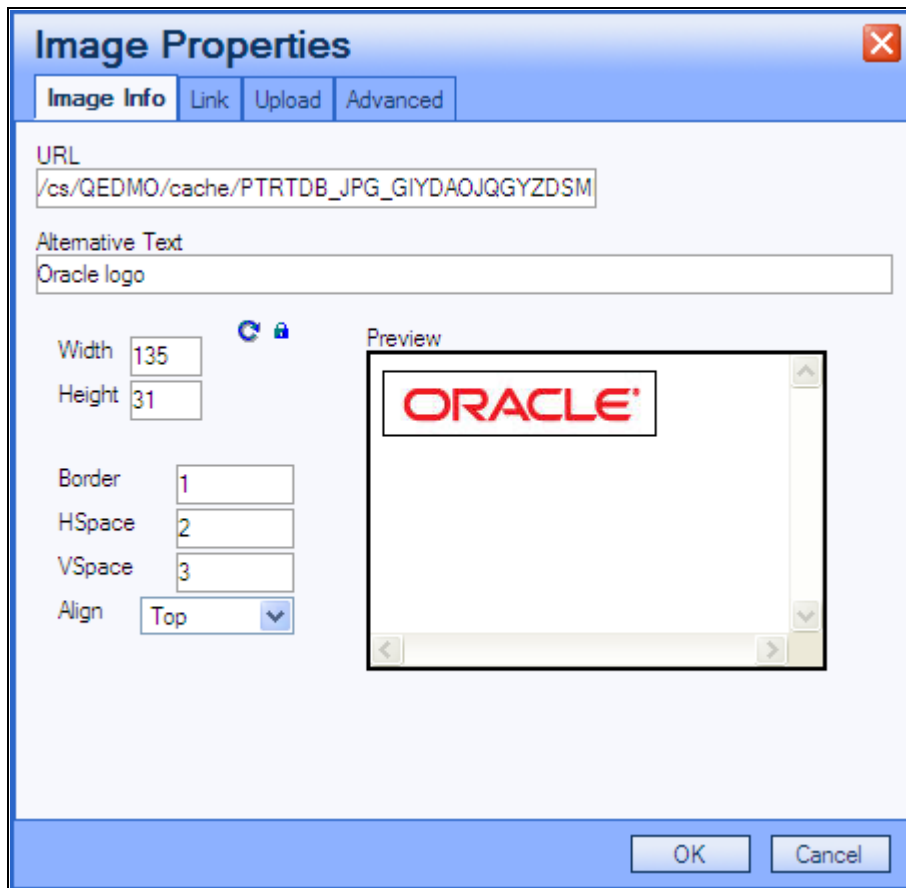 Image Properties
Image Info Link Upload Advanced
URL
/cs/QEDMO/cache/PTRTDB_JPG_GIYDAOJQGYZDSM
Alternative Text
Oracle logo
Width 135
Height 31
Preview
ORACLE
Border 1
HSpace 2
VSpace 3
Align Top
OK Cancel